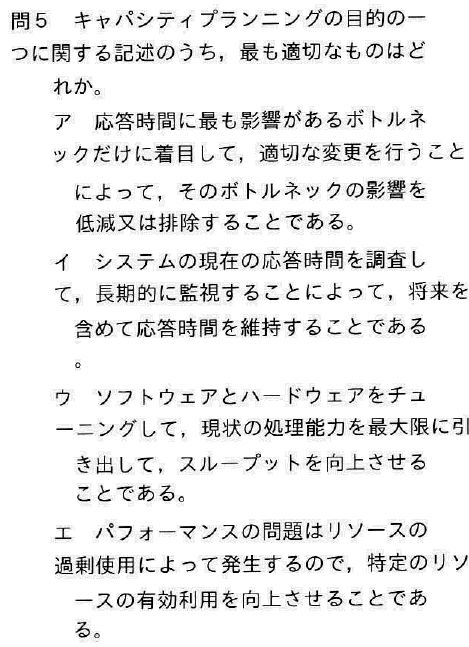 問5　キャパシティプランニングの目的の一
つに関する記述のうち，最も適切なものはど
れか。
ア　応答時間に最も影響があるボトルネ
ックだけに着目して，適切な変更を行うこと
によって，そのボトルネックの影響を
低減又は排除することである。
イ　システムの現在の応答時間を調査し
て，長期的に監視することによって，将来を
含めて応答時間を維持することである
。
ウ　ソフトウェアとハードウェアをチュ
ーニングして，現状の処理能力を最大限に引
き出して，スループットを向上させる
ことである。
エ　パフォーマンスの問題はリソースの
過剰使用によって発生するので，特定のリソ
ースの有効利用を向上させることであ
る。